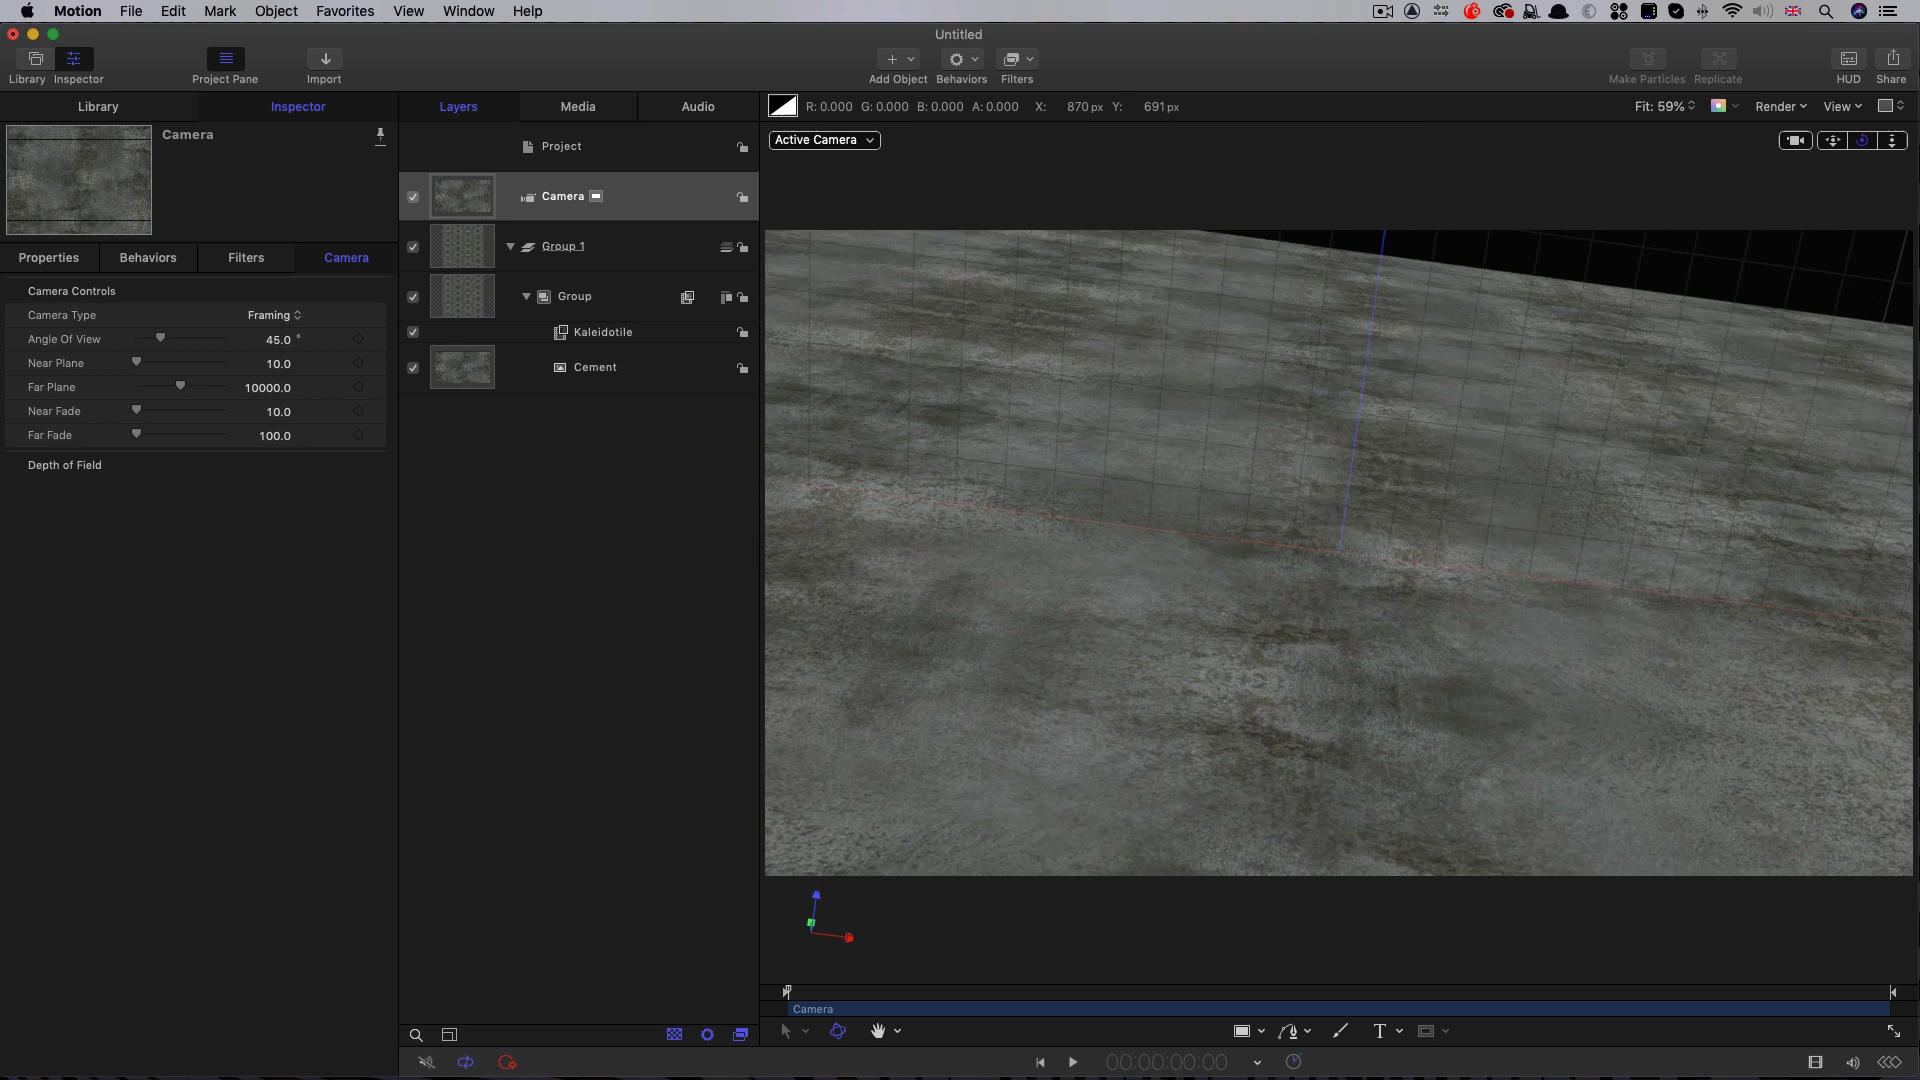 Motion File Edit Mark Object Favorites View Window Help
Untitled
Library Inspector Project Pane Import Add Object Behaviors Filters Make Particles Replicate HUD Share
Library Inspector Layers Media Audio R: 0.000 G: 0.000 B: 0.000 A: 0.000 X: 870 px Y: 691 px Fit: 59% Render View
Camera
Active Camera
Project
Camera
Group 1
Properties Behaviors Filters Camera
Camera Controls
Group
Camera Type Framing
Kaleidotile
Angle Of View 45.0 °
Near Plane 10.0
Cement
Far Plane 10000.0
Near Fade 10.0
Far Fade 100.0
Depth of Field
Camera
T
00:00:00:00